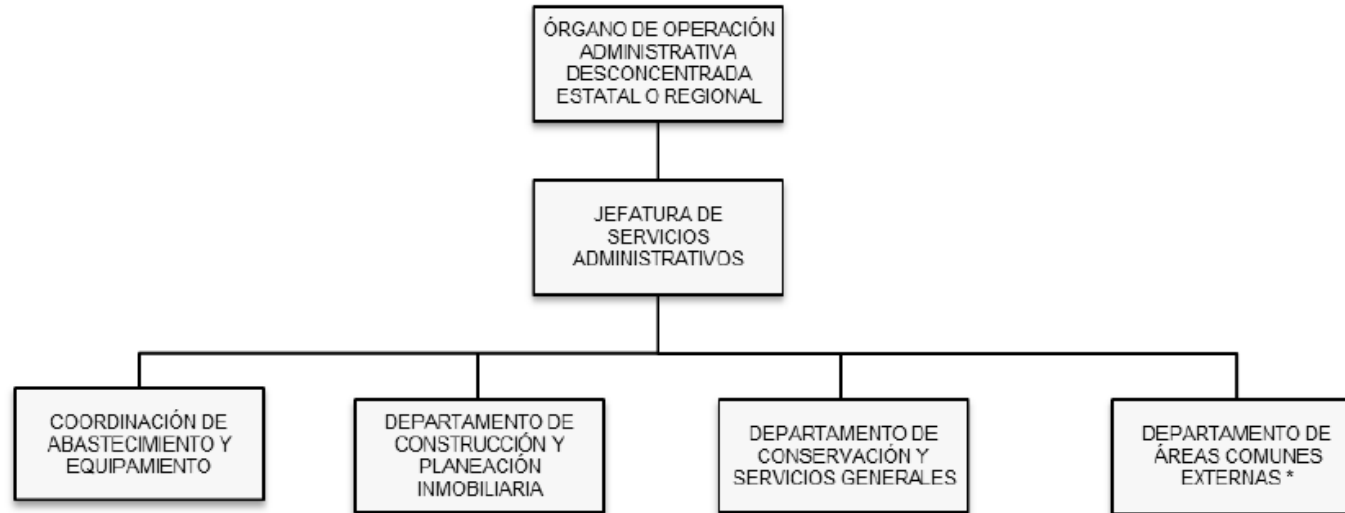 ÓRGANO DE OPERACIÓN
ADMINISTRATIVA
DESCONCENTRADA
ESTATAL O REGIONAL
JEFATURA DE
SERVICIOS
ADMINISTRATIVOS
COORDINACIÓN DE
ABASTECIMIENTO Y
EQUIPAMIENTO
DEPARTAMENTO DE
CONSTRUCCIÓN Y
PLANEACIÓN
INMOBILIARIA
DEPARTAMENTO DE
CONSERVACIÓN Y
SERVICIOS GENERALES
DEPARTAMENTO DE
ÁREAS COMUNES
EXTERNAS *